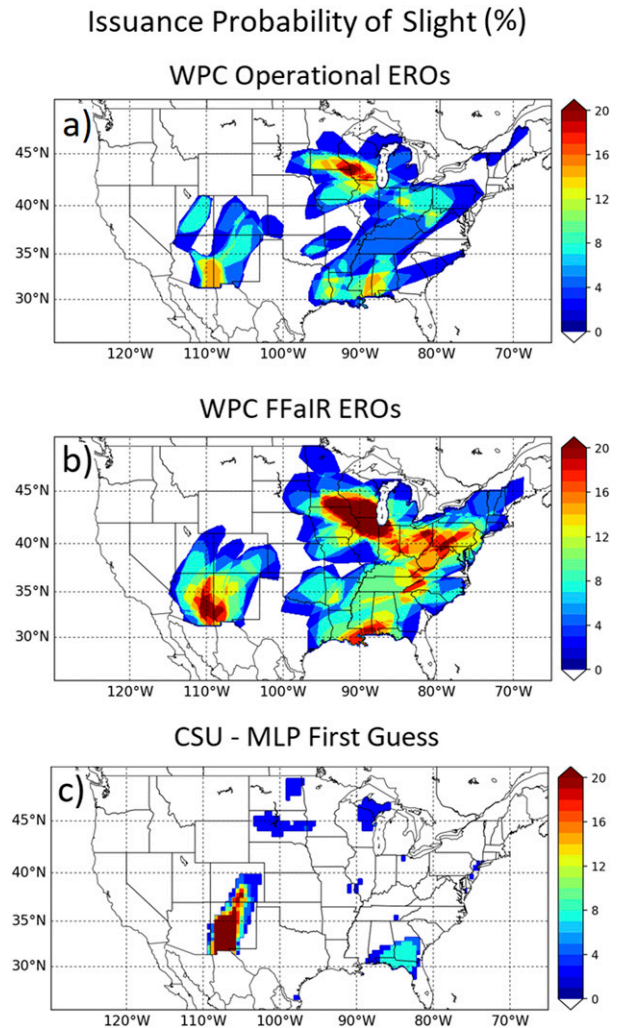 Issuance Probability of Slight (%)
WPC Operational EROs
a)
20
16
12
8
4
0
45°N
40°N
35°N
30°N
120°W 110°W 100°W 90°W 80°W 70°W
WPC FFaIR EROs
b)
20
16
12
8
4
0
45°N
40°N
35°N
30°N
120°W 110°W 100°W 90°W 80°W 70°W
CSU - MLP First Guess
c)
20
16
12
8
4
0
45°N
40°N
35°N
30°N
120°W 110°W 100°W 90°W 80°W 70°W